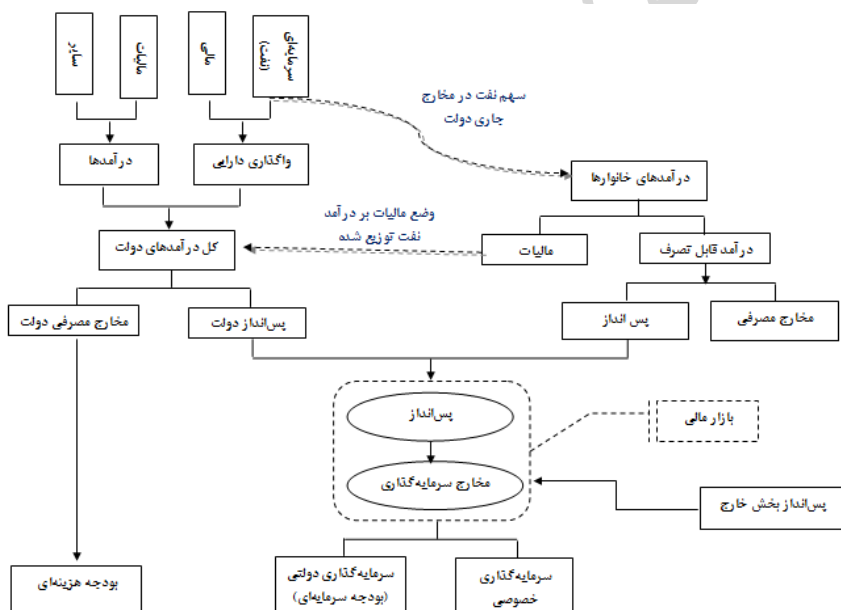 سرمایه‌ای
(نفت)
مالی
مالیات
سایر
سهم نفت در مخارج
جاری دولت
درآمدهای خانوارها
واگذاری دارایی
درآمدها
وضع مالیات بر درآمد
نفت توزیع شده
درآمد قابل تصرف
مالیات
کل درآمدهای دولت
مخارج مصرفی
پس انداز
پس‌انداز دولت
مخارج مصرفی دولت
پس‌انداز
بازار مالی
مخارج سرمایه‌گذاری
پس‌انداز بخش خارج
سرمایه‌گذاری
خصوصی
سرمایه‌گذاری دولتی
(بودجه سرمایه‌ای)
بودجه هزینه‌ای